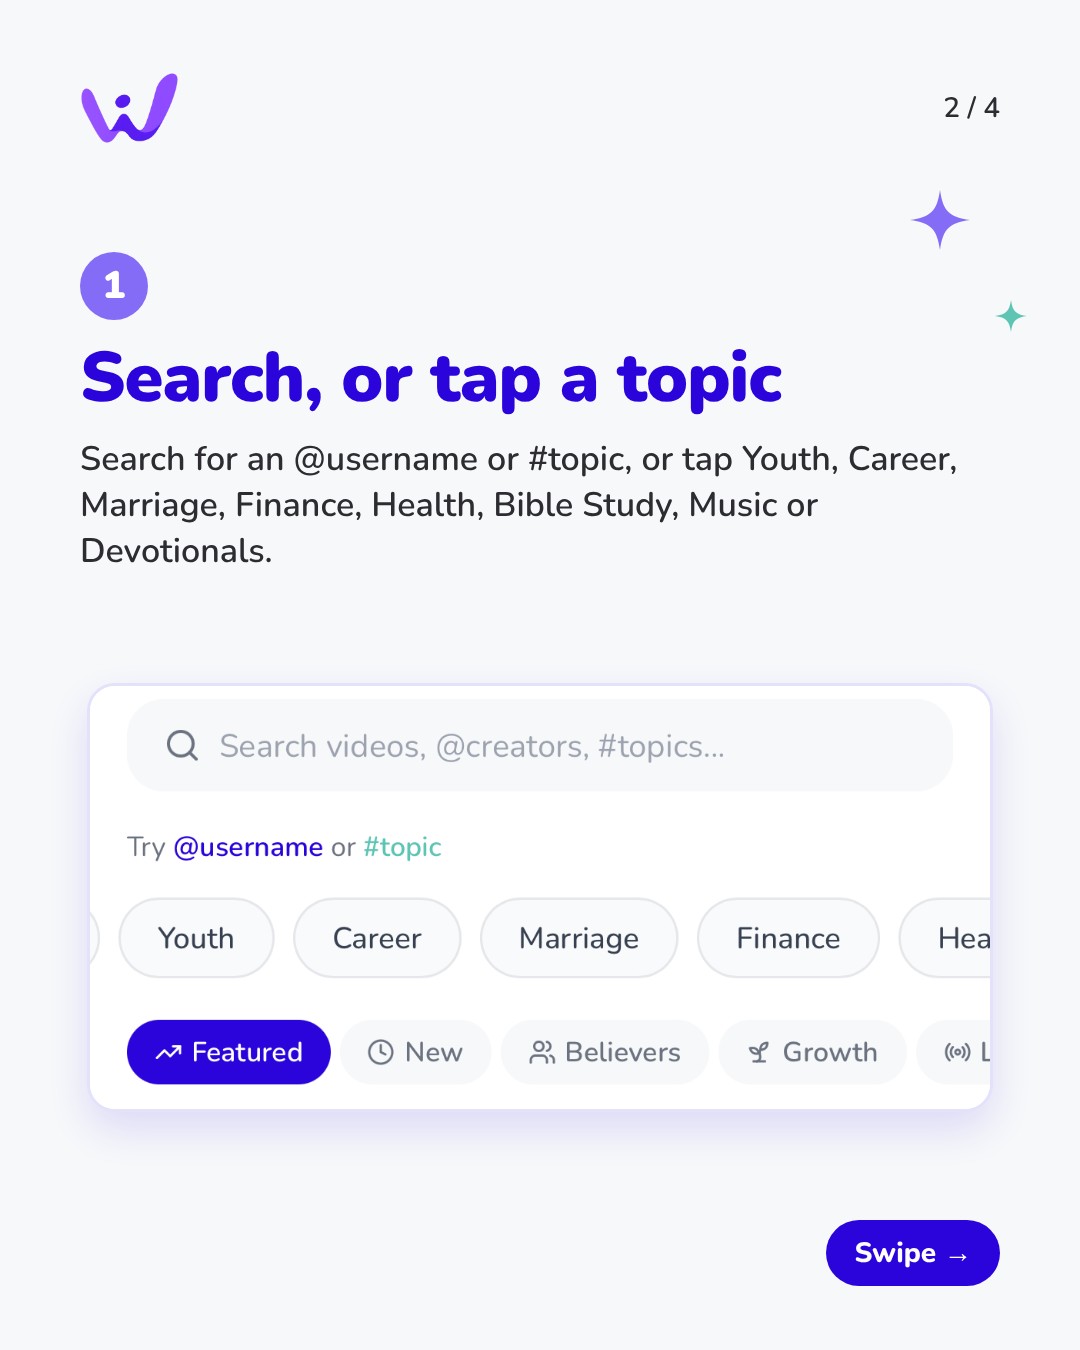 2 / 4
1
Search, or tap a topic
Search for an @username or #topic, or tap Youth, Career,
Marriage, Finance, Health, Bible Study, Music or
Devotionals.
Search videos, @creators, #topics...
Try @username or #topic
Youth Career Marriage Finance Hea
Featured New Believers Growth L
Swipe →